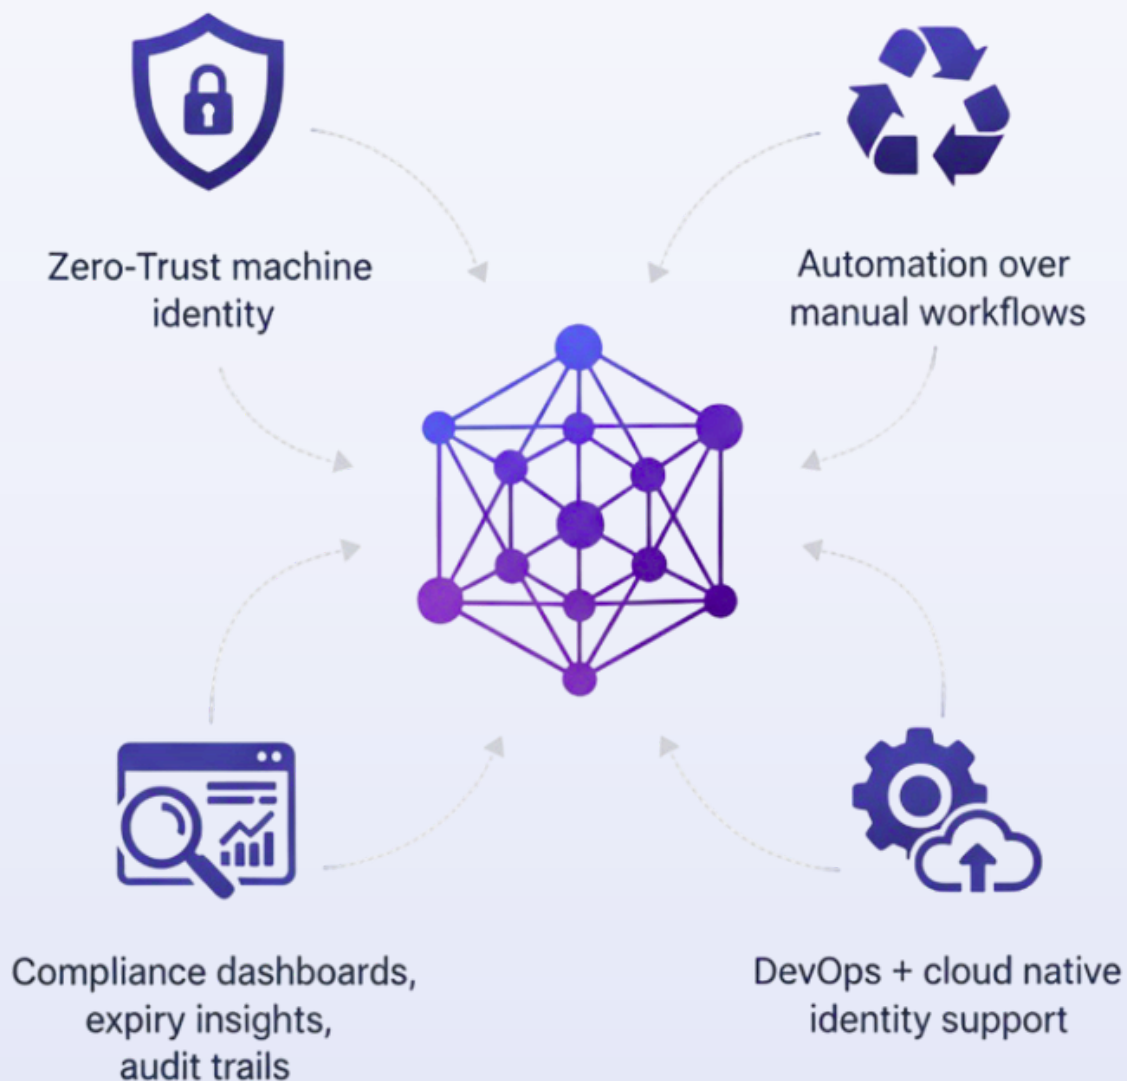 Zero-Trust machine
identity
Automation over
manual workflows
Compliance dashboards,
expiry insights,
audit trails
DevOps + cloud native
identity support